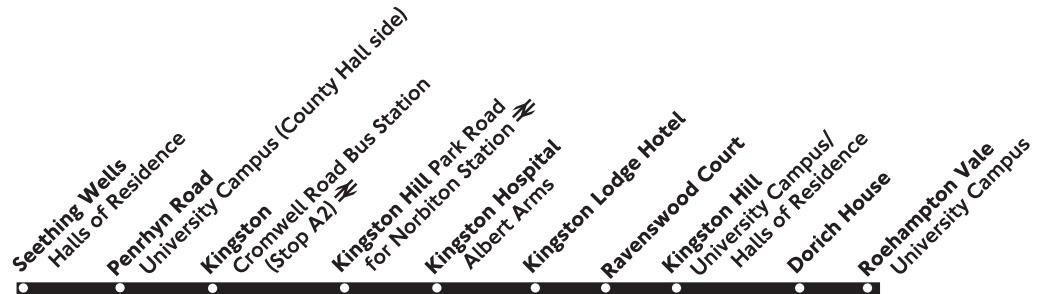 Seething Wells
Halls of Residence
Penrhyn Road
University Campus (County Hall side)
Kingston
Cromwell Road Bus Station
(Stop A2)
Kingston Hill Park Road
for Norbiton Station
Kingston Hospital
Albert Arms
Kingston Lodge Hotel
Ravenswood Court
Kingston Hill
University Campus/
Halls of Residence
Dorich House
Roehampton Vale
University Campus